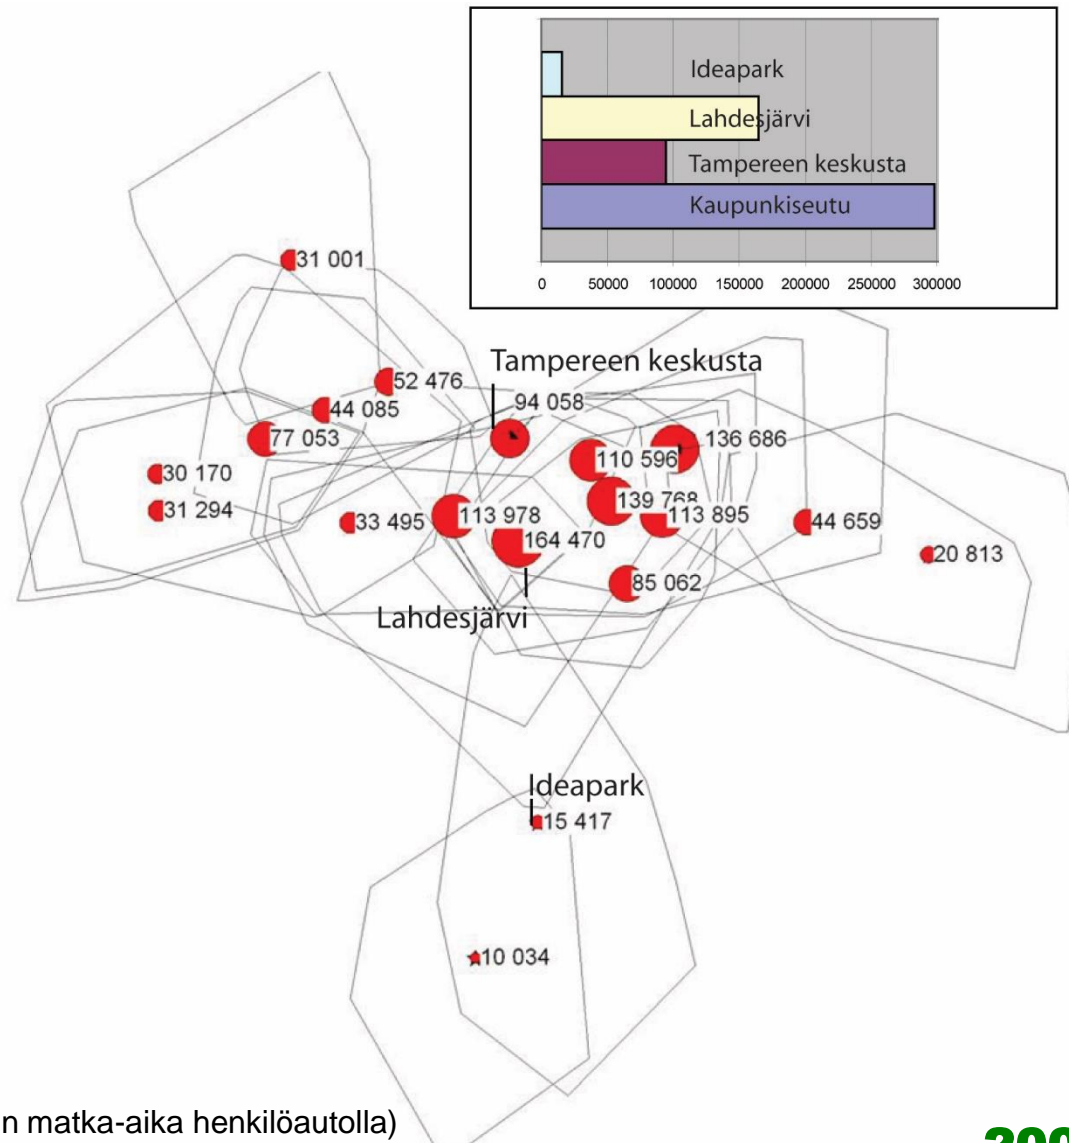 Ideapark
Lahdesjärvi
Tampereen keskusta
Kaupunkiseutu
0 50000 100000 150000 200000 250000 300000
31 001
Tampereen keskusta
52 476
94 058
44 085
77 053
136 686
110 596
30 170
139 768
31 294
33 495
113 978
113 895
44 659
164 470
20 813
85 062
Lahdesjärvi
Ideapark
15 417
10 034
n matka-aika henkilöautolla)